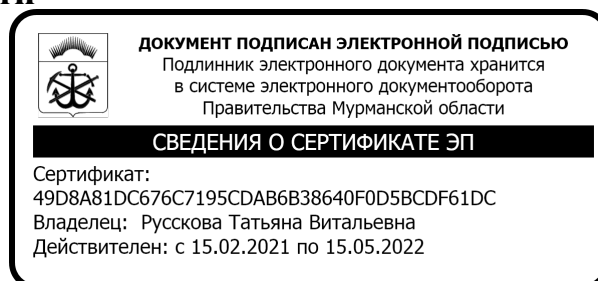 ДОКУМЕНТ ПОДПИСАН ЭЛЕКТРОННОЙ ПОДПИСЬЮ
Подлинник электронного документа хранится
в системе электронного документооборота
Правительства Мурманской области
СВЕДЕНИЯ О СЕРТИФИКАТЕ ЭП
Сертификат:
49D8A81DC676C7195CDAB6B38640F0D5BCDF61DC
Владелец: Русскова Татьяна Витальевна
Действителен: с 15.02.2021 по 15.05.2022